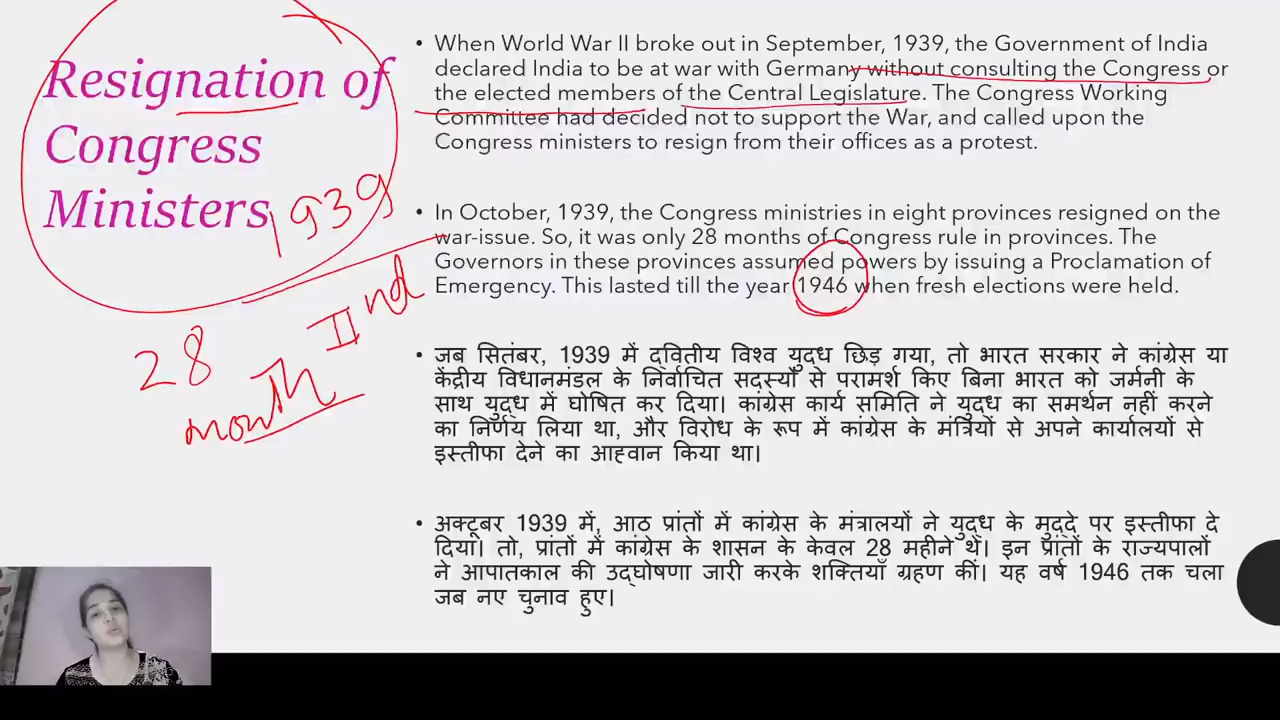 Resignation of
Congress
Ministers
1939
28
month
IInd
• When World War II broke out in September, 1939, the Government of India
declared India to be at war with Germany without consulting the Congress or
the elected members of the Central Legislature. The Congress Working
Committee had decided not to support the War, and called upon the
Congress ministers to resign from their offices as a protest.
• In October, 1939, the Congress ministries in eight provinces resigned on the
war-issue. So, it was only 28 months of Congress rule in provinces. The
Governors in these provinces assumed powers by issuing a Proclamation of
Emergency. This lasted till the year 1946 when fresh elections were held.
• जब सितंबर, 1939 में द्वितीय विश्व युद्ध छिड़ गया, तो भारत सरकार ने कांग्रेस या
केंद्रीय विधानमंडल के निर्वाचित सदस्यों से परामर्श किए बिना भारत को जर्मनी के
साथ युद्ध में घोषित कर दिया। कांग्रेस कार्य समिति ने युद्ध का समर्थन नहीं करने
का निर्णय लिया था, और विरोध के रूप में कांग्रेस के मंत्रियों से अपने कार्यालयों से
इस्तीफा देने का आह्वान किया था।
• अक्टूबर 1939 में, आठ प्रांतों में कांग्रेस के मंत्रालयों ने युद्ध के मुद्दे पर इस्तीफा दे
दिया। तो, प्रांतों में कांग्रेस के शासन के केवल 28 महीने थे। इन प्रांतों के राज्यपालों
ने आपातकाल की उद्घोषणा जारी करके शक्तियाँ ग्रहण कीं। यह वर्ष 1946 तक चला
जब नए चुनाव हुए।